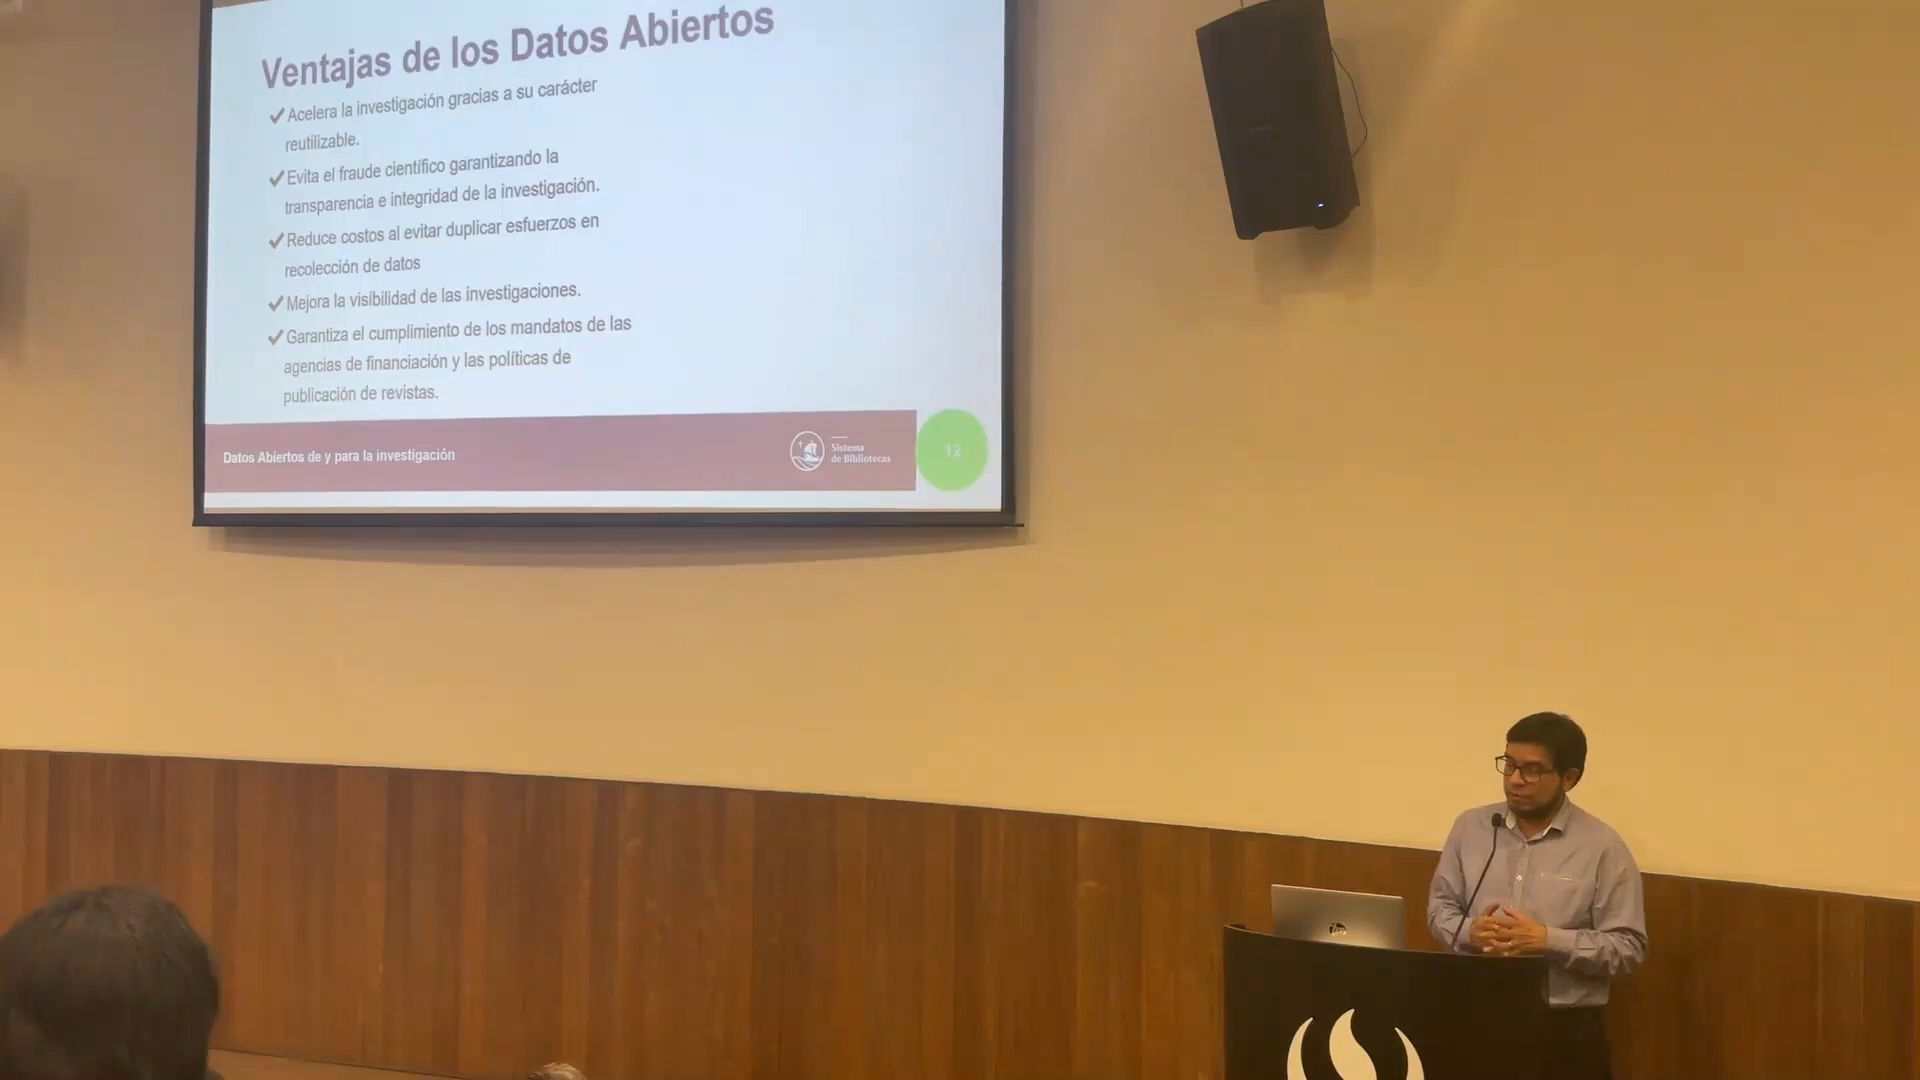 Ventajas de los Datos Abiertos
✓Acelera la investigación gracias a su carácter
reutilizable.
✓Evita el fraude científico garantizando la
transparencia e integridad de la investigación.
✓Reduce costos al evitar duplicar esfuerzos en
recolección de datos
✓Mejora la visibilidad de las investigaciones.
✓Garantiza el cumplimiento de los mandatos de las
agencias de financiación y las políticas de
publicación de revistas.
Datos Abiertos de y para la investigación
Sistema
de Bibliotecas
12